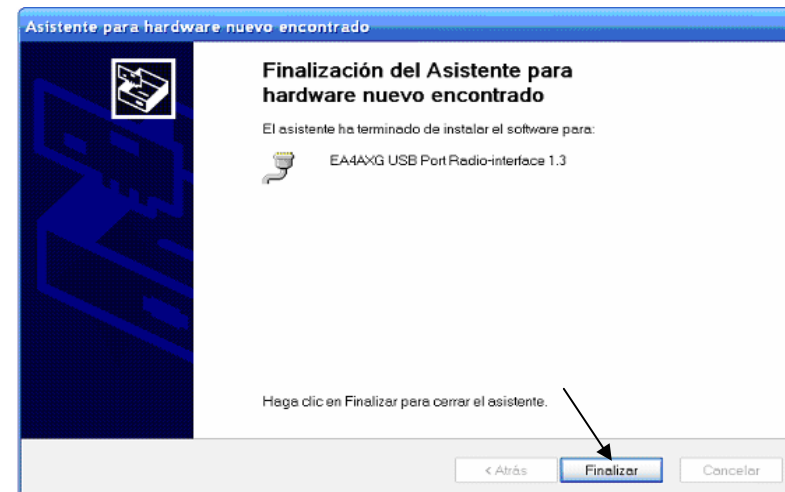 Asistente para hardware nuevo encontrado
Finalización del Asistente para
hardware nuevo encontrado
El asistente ha terminado de instalar el software para:
EA4AXG USB Port Radio-interface 1.3
Haga clic en Finalizar para cerrar el asistente.
< Atrás Finalizar Cancelar